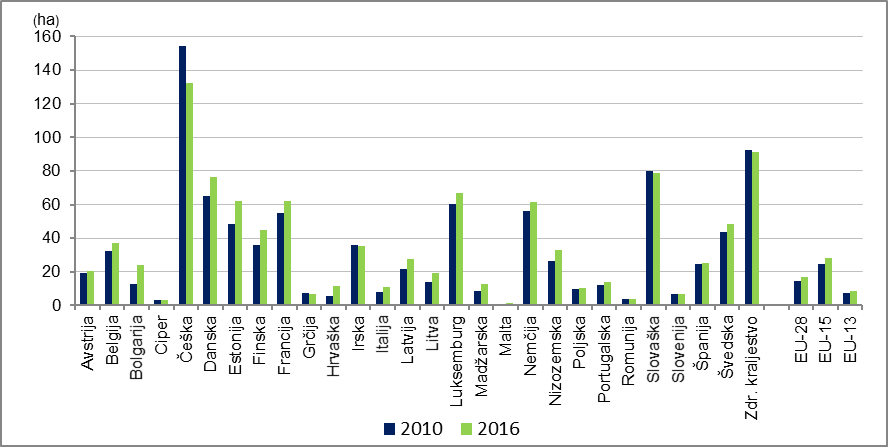 (ha)
160
140
120
100
80
60
40
20
0
Avstrija
Belgija
Bolgarija
Ciper
Češka
Danska
Estonija
Finska
Francija
Grčija
Hrvaška
Irska
Italija
Latvija
Litva
Luksemburg
Madžarska
Malta
Nemčija
Nizozemska
Poljska
Portugalska
Romunija
Slovaška
Slovenija
Španija
Švedska
Zdr. kraljestvo
EU-28
EU-15
EU-13
2010 2016